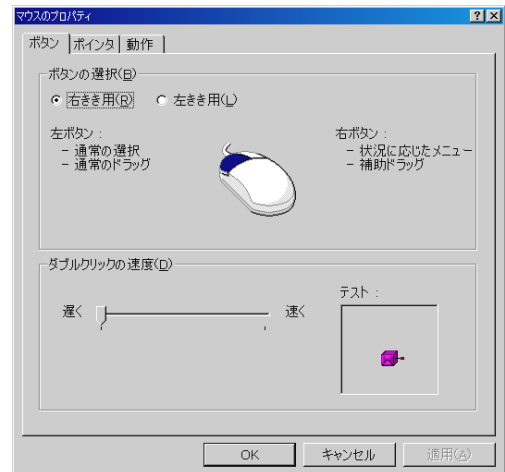 マウスのプロパティ
ボタン ポインタ 動作
ボタンの選択(B)
右きき用(R) 左きき用(L)
左ボタン：
－ 通常の選択
－ 通常のドラッグ
右ボタン：
－ 状況に応じたメニュー
－ 補助ドラッグ
ダブルクリックの速度(D)
遅く 速く
テスト：
OK キャンセル 適用(A)